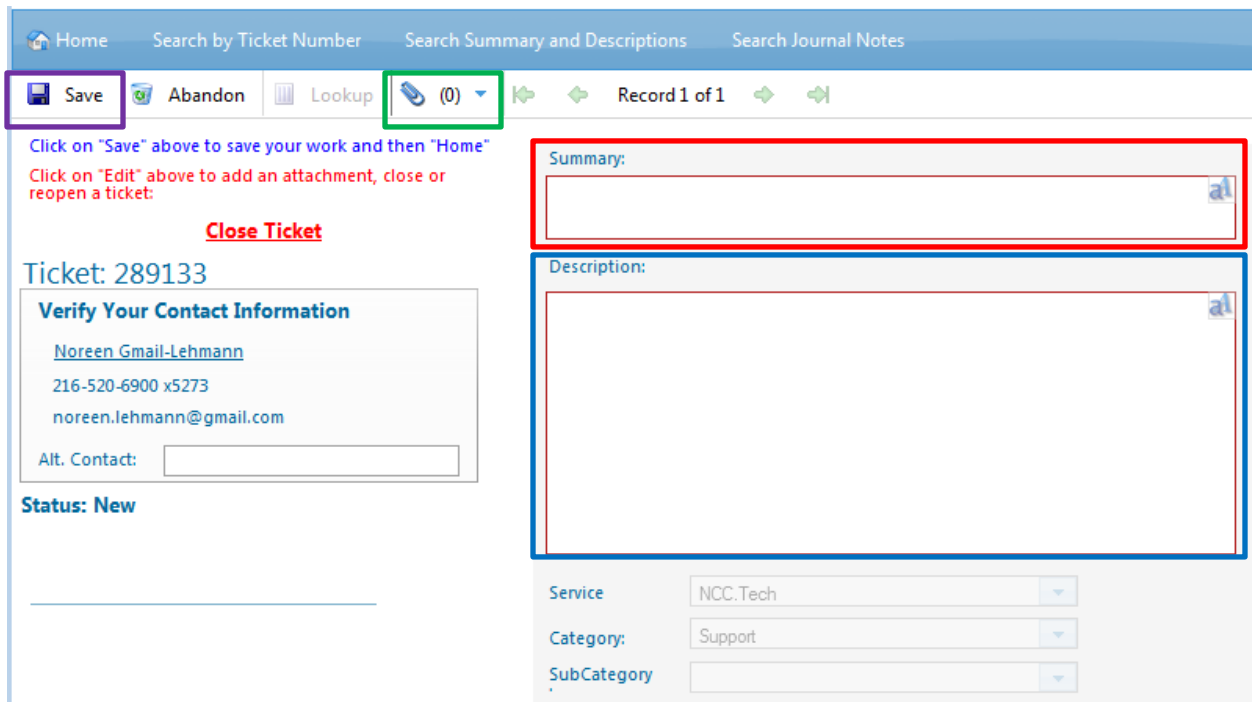 Home Search by Ticket Number Search Summary and Descriptions Search Journal Notes
Save Abandon Lookup (0) Record 1 of 1
Click on "Save" above to save your work and then "Home"
Click on "Edit" above to add an attachment, close or
reopen a ticket:
Close Ticket
Ticket: 289133
Verify Your Contact Information
Noreen Gmail-Lehmann
216-520-6900 x5273
noreen.lehmann@gmail.com
Alt. Contact:
Status: New
Summary:
Description:
Service NCC.Tech
Category: Support
SubCategory